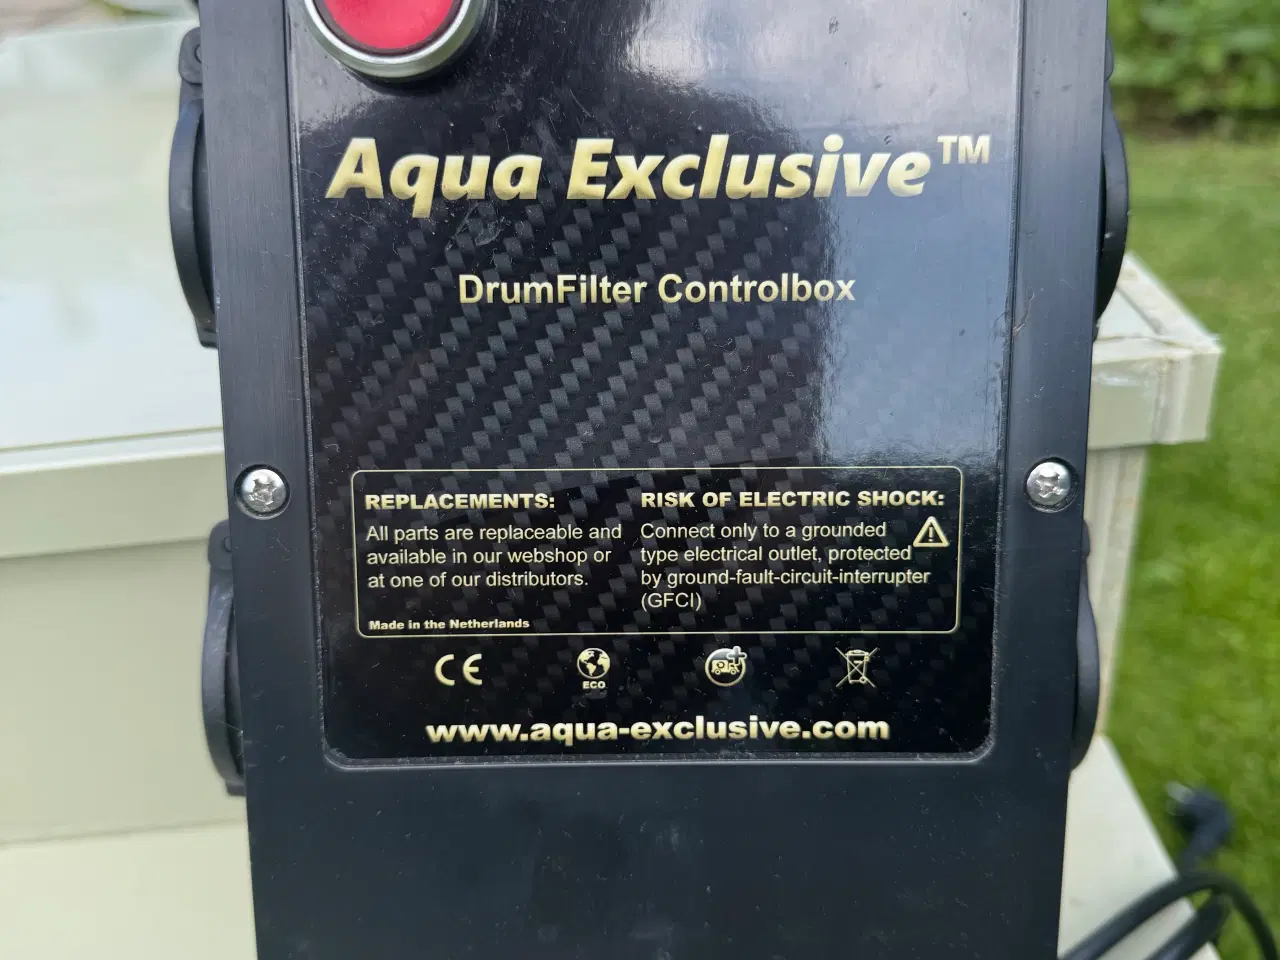 Aqua Exclusive™
DrumFilter Controlbox
REPLACEMENTS:
All parts are replaceable and
available in our webshop or
at one of our distributors.
Made in the Netherlands
RISK OF ELECTRIC SHOCK:
Connect only to a grounded
type electrical outlet, protected
by ground-fault-circuit-interrupter
(GFCI)
CE
ECO
www.aqua-exclusive.com